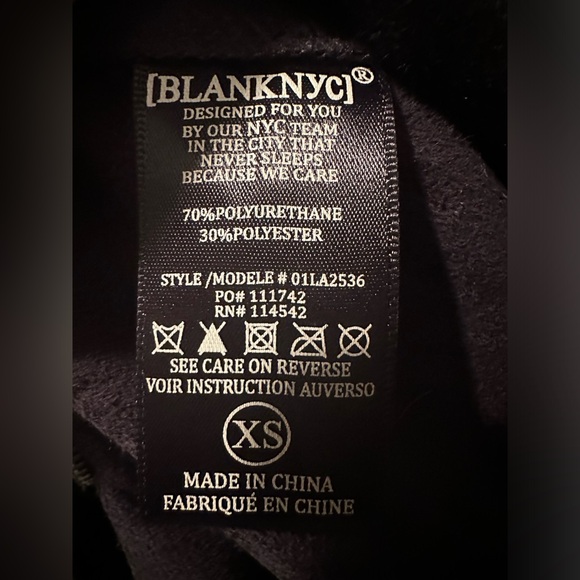 [BLANKNYC]®
DESIGNED FOR YOU
BY OUR NYC TEAM
IN THE CITY THAT
NEVER SLEEPS
BECAUSE WE CARE
70%POLYURETHANE
30%POLYESTER
STYLE /MODELE # 01LA2536
PO# 111742
RN# 114542
SEE CARE ON REVERSE
VOIR INSTRUCTION AUVERSO
XS
MADE IN CHINA
FABRIQUÉ EN CHINE